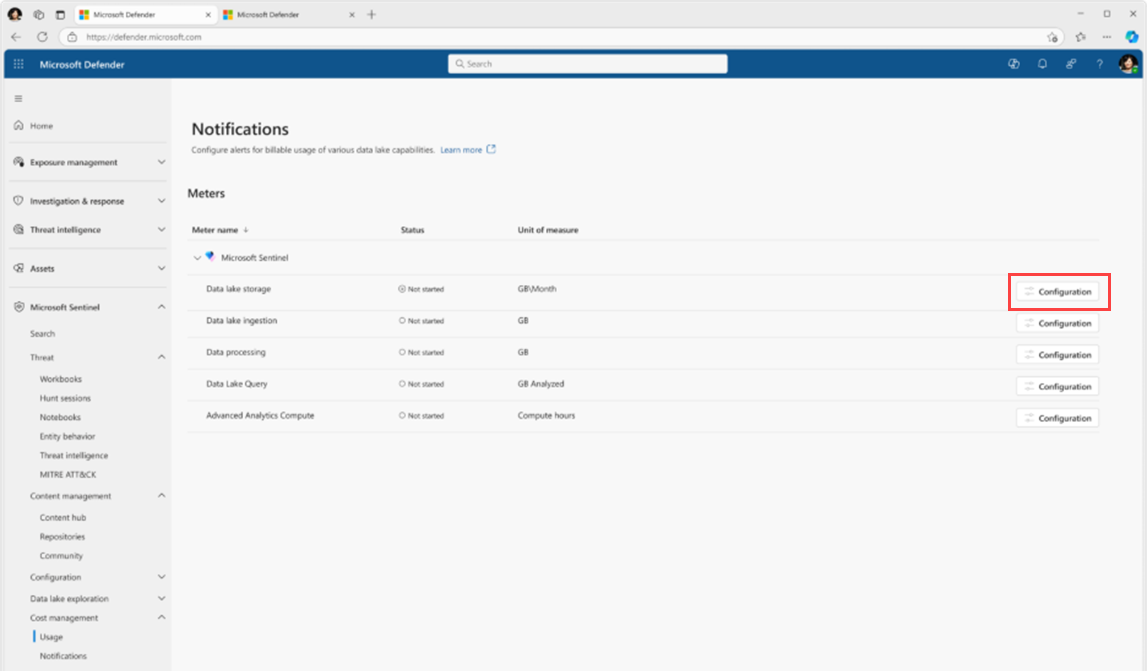 Microsoft Defender
Microsoft Defender
https://defender.microsoft.com
Microsoft Defender
Search
Home
Exposure management
Investigation & response
Threat intelligence
Assets
Microsoft Sentinel
Search
Threat
Workbooks
Hunt sessions
Notebooks
Entity behavior
Threat intelligence
MITRE ATT&CK
Content management
Content hub
Repositories
Community
Configuration
Data lake exploration
Cost management
Usage
Notifications
Notifications
Configure alerts for billable usage of various data lake capabilities. Learn more
Meters
Meter name Status Unit of measure
Microsoft Sentinel
Data lake storage Not started GB\Month Configuration
Data lake ingestion Not started GB Configuration
Data processing Not started GB Configuration
Data Lake Query Not started GB Analyzed Configuration
Advanced Analytics Compute Not started Compute hours Configuration